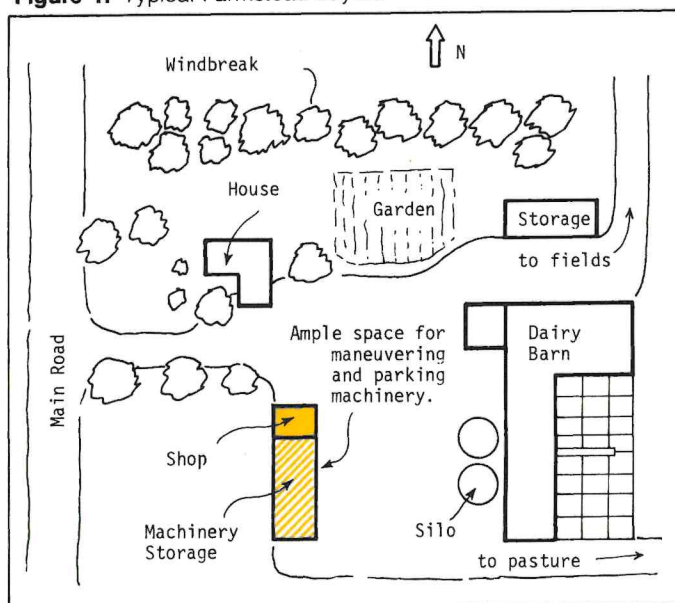 Figure 1. Typical Farmstead
N
Windbreak
House
Garden
Storage
to fields
Main Road
Ample space for
maneuvering
and parking
machinery.
Dairy
Barn
Shop
Machinery
Storage
Silo
to pasture